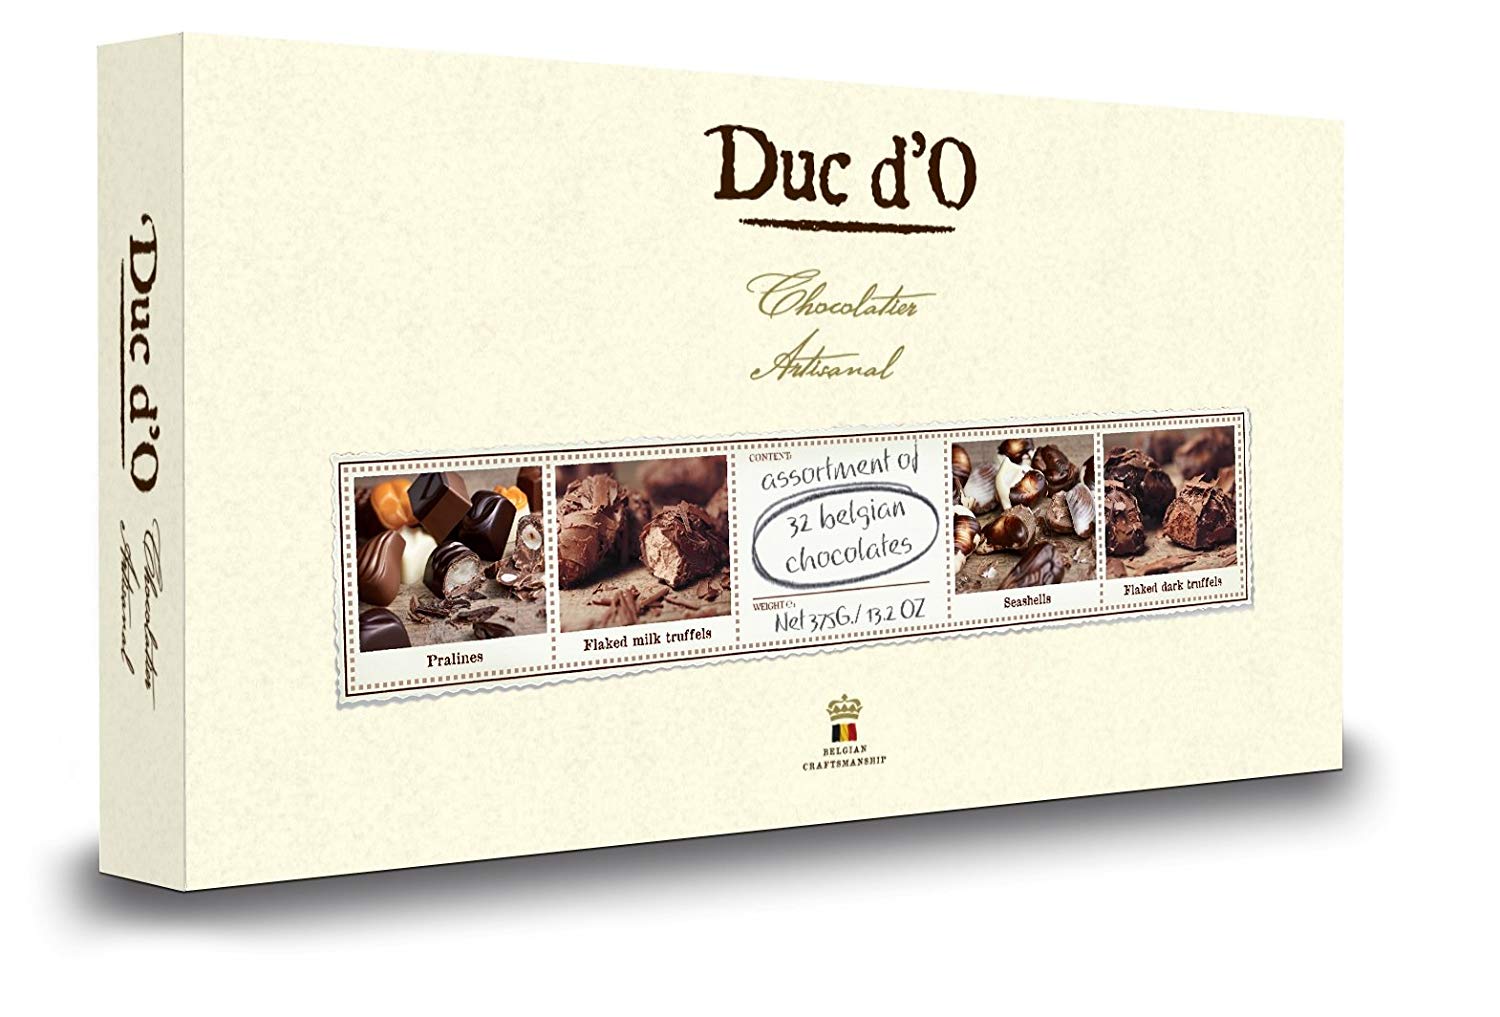 Duc d'O
Chocolatier
Artisanal
Duc d'O
Chocolatier
Artisanal
Pralines
Flaked milk truffels
CONTENT:
assortment of
32 belgian
chocolates
WEIGHT e:
Net 375G./13.2 OZ
Seashells
Flaked dark truffels
BELGIAN
CRAFTSMANSHIP